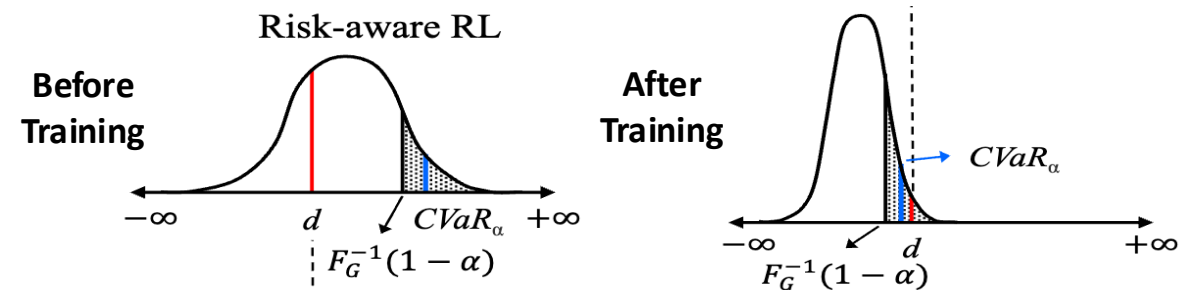 Risk-aware RL
Before
Training
−∞
d
CVaRα
+∞
F_G^{-1}(1 − α)
After
Training
CVaRα
−∞
d
+∞
F_G^{-1}(1 − α)